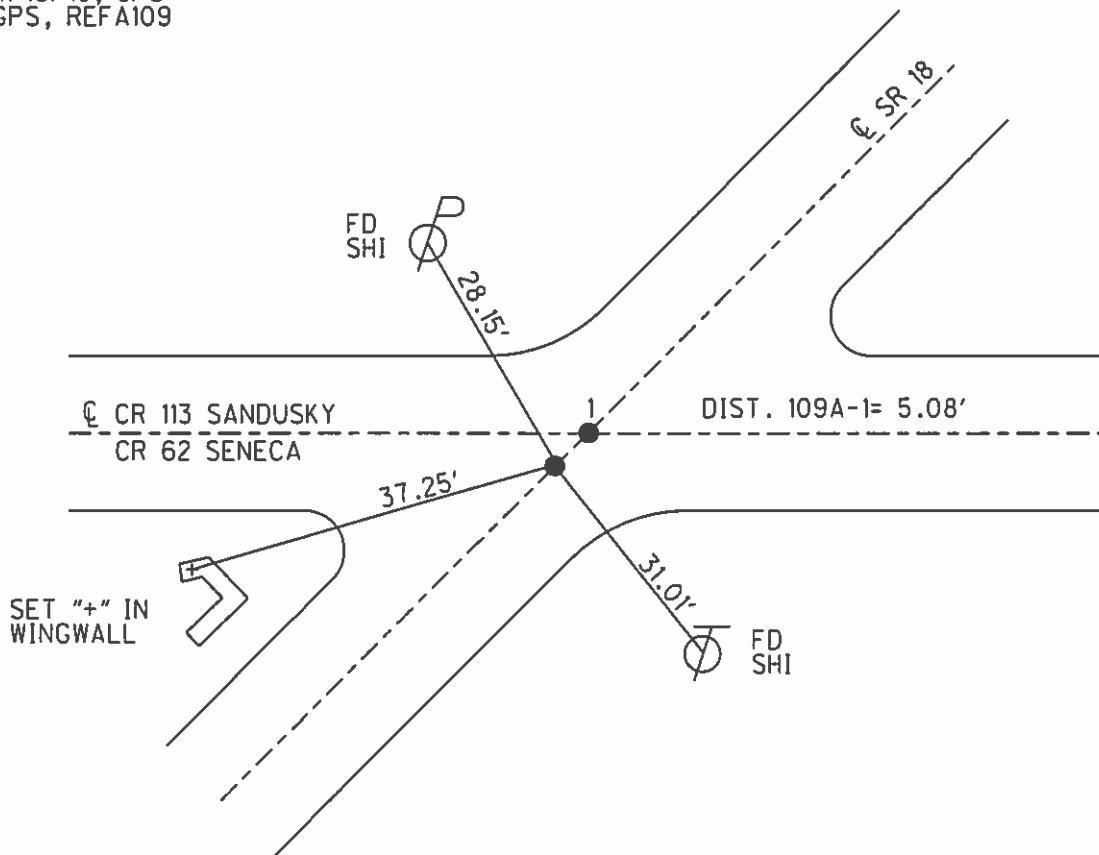 GPS, REFA109
℄ SR 18
FD
SHI
P
28.15'
℄ CR 113 SANDUSKY
CR 62 SENECA
1
DIST. 109A-1= 5.08'
37.25'
31.01'
SET "+" IN
WINGWALL
T
FD
SHI